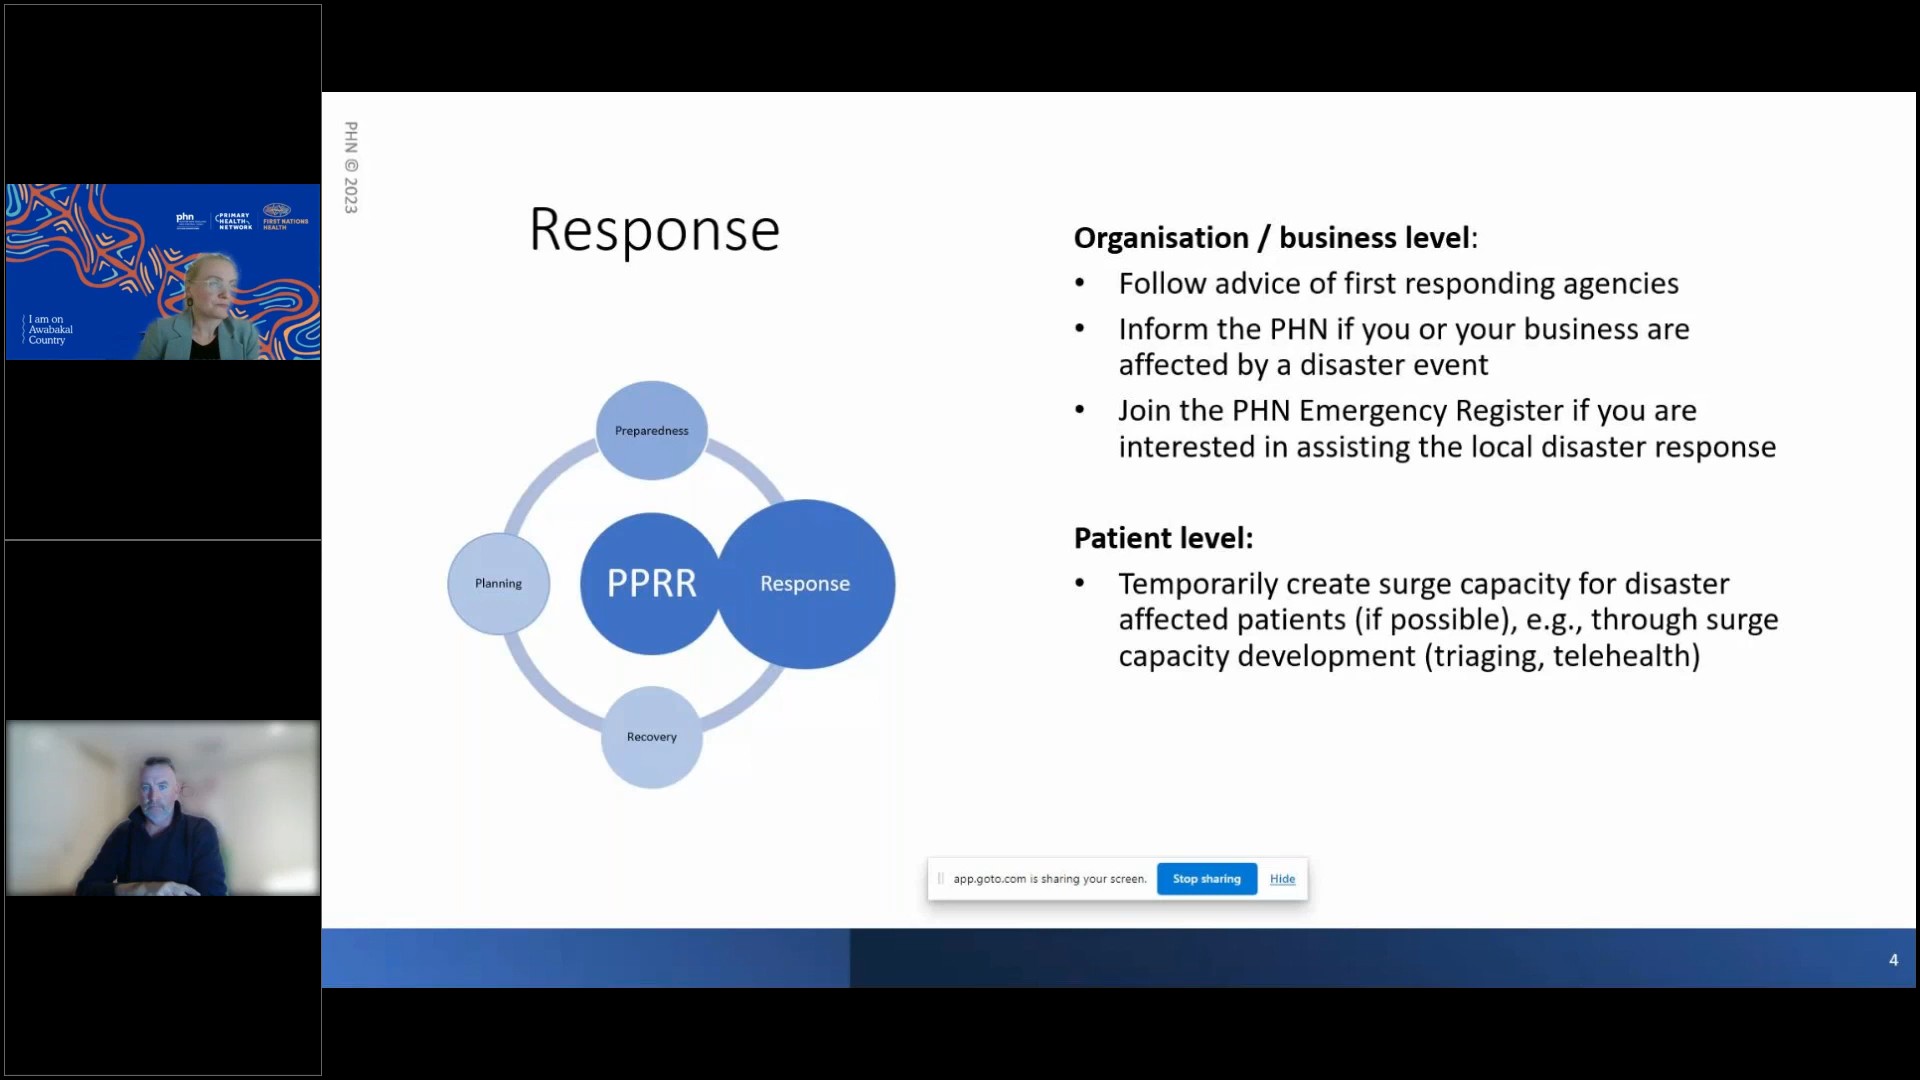 phn
PRIMARY
HEALTH
NETWORK
FIRST NATIONS
HEALTH
I am on
Awabakal
Country
PHN © 2023
Response
Preparedness
Planning
PPRR
Response
Recovery
Organisation / business level:
• Follow advice of first responding agencies
• Inform the PHN if you or your business are
affected by a disaster event
• Join the PHN Emergency Register if you are
interested in assisting the local disaster response
Patient level:
• Temporarily create surge capacity for disaster
affected patients (if possible), e.g., through surge
capacity development (triaging, telehealth)
app.goto.com is sharing your screen.
Stop sharing
Hide
4